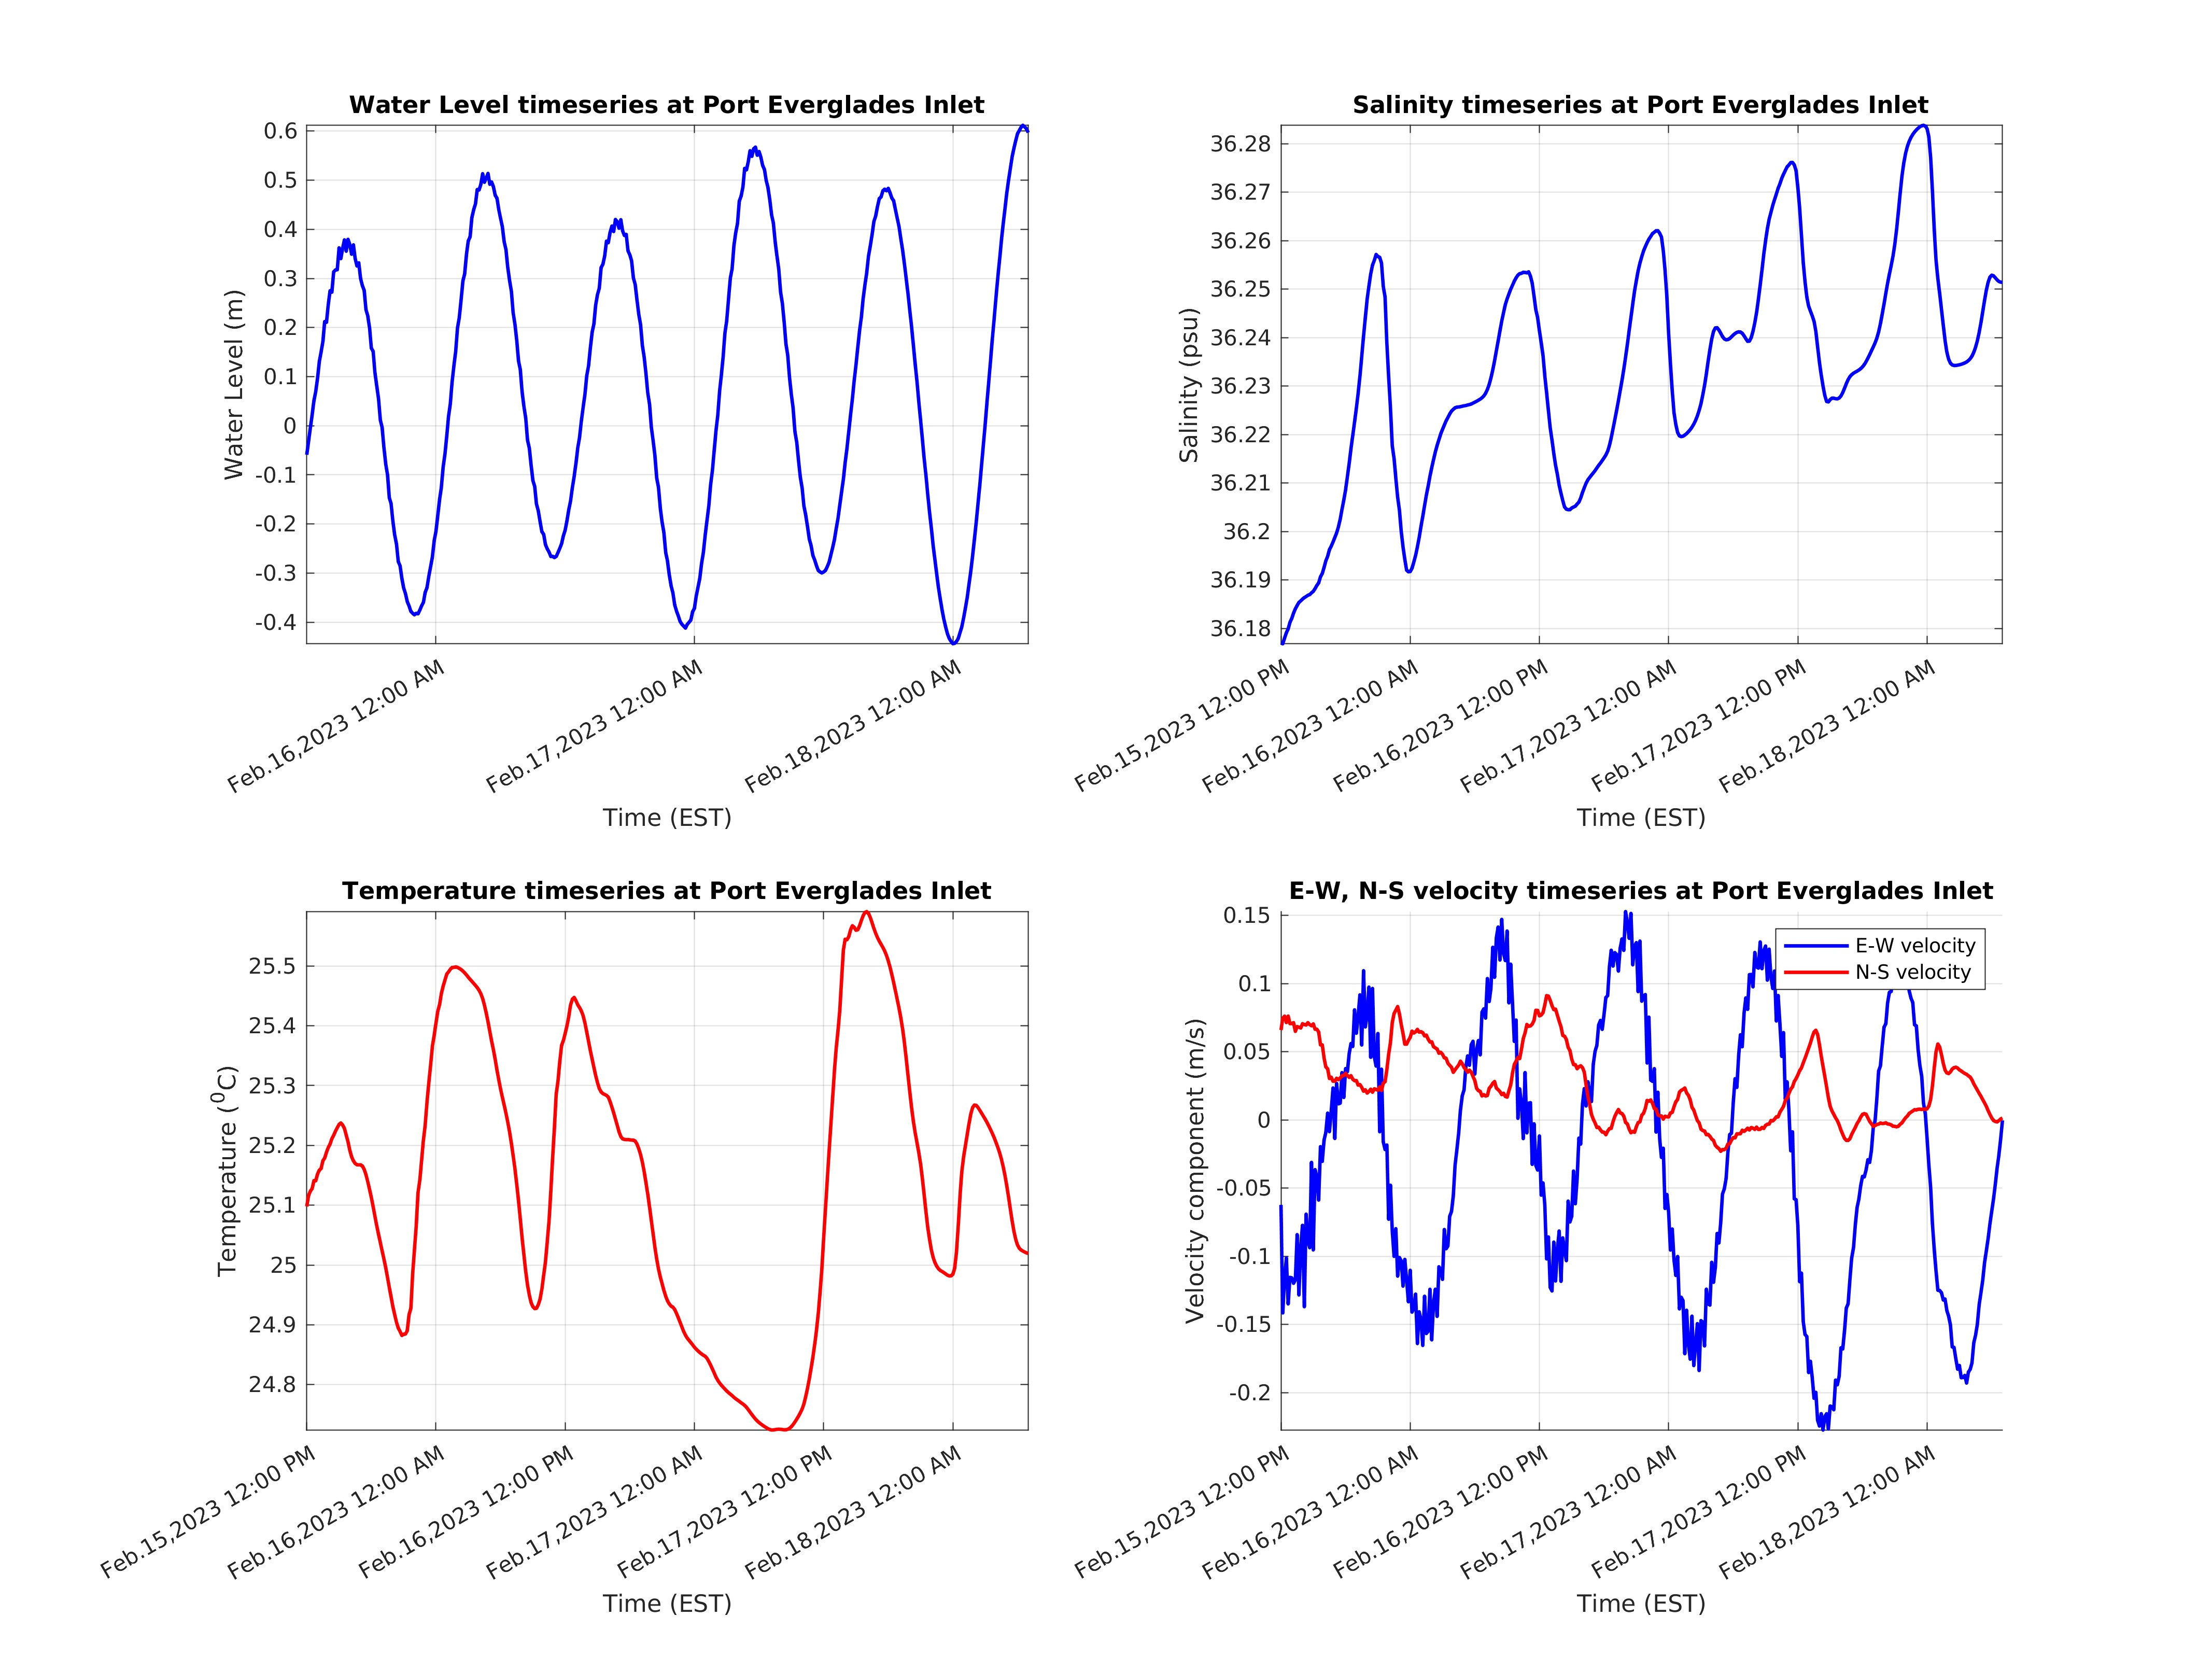 Water Level timeseries at Port Everglades Inlet
0.6
0.5
0.4
0.3
0.2
0.1
0
-0.1
-0.2
-0.3
-0.4
Water Level (m)
Feb.16,2023 12:00 AM
Feb.17,2023 12:00 AM
Feb.18,2023 12:00 AM
Time (EST)
Salinity timeseries at Port Everglades Inlet
36.28
36.27
36.26
36.25
36.24
36.23
36.22
36.21
36.2
36.19
36.18
Salinity (psu)
Feb.15,2023 12:00 PM
Feb.16,2023 12:00 AM
Feb.16,2023 12:00 PM
Feb.17,2023 12:00 AM
Feb.17,2023 12:00 PM
Feb.18,2023 12:00 AM
Time (EST)
Temperature timeseries at Port Everglades Inlet
25.5
25.4
25.3
25.2
25.1
25
24.9
24.8
Temperature (⁰C)
Feb.15,2023 12:00 PM
Feb.16,2023 12:00 AM
Feb.16,2023 12:00 PM
Feb.17,2023 12:00 AM
Feb.17,2023 12:00 PM
Feb.18,2023 12:00 AM
Time (EST)
E-W, N-S velocity timeseries at Port Everglades Inlet
0.15
0.1
0.05
0
-0.05
-0.1
-0.15
-0.2
Velocity component (m/s)
E-W velocity
N-S velocity
Feb.15,2023 12:00 PM
Feb.16,2023 12:00 AM
Feb.16,2023 12:00 PM
Feb.17,2023 12:00 AM
Feb.17,2023 12:00 PM
Feb.18,2023 12:00 AM
Time (EST)